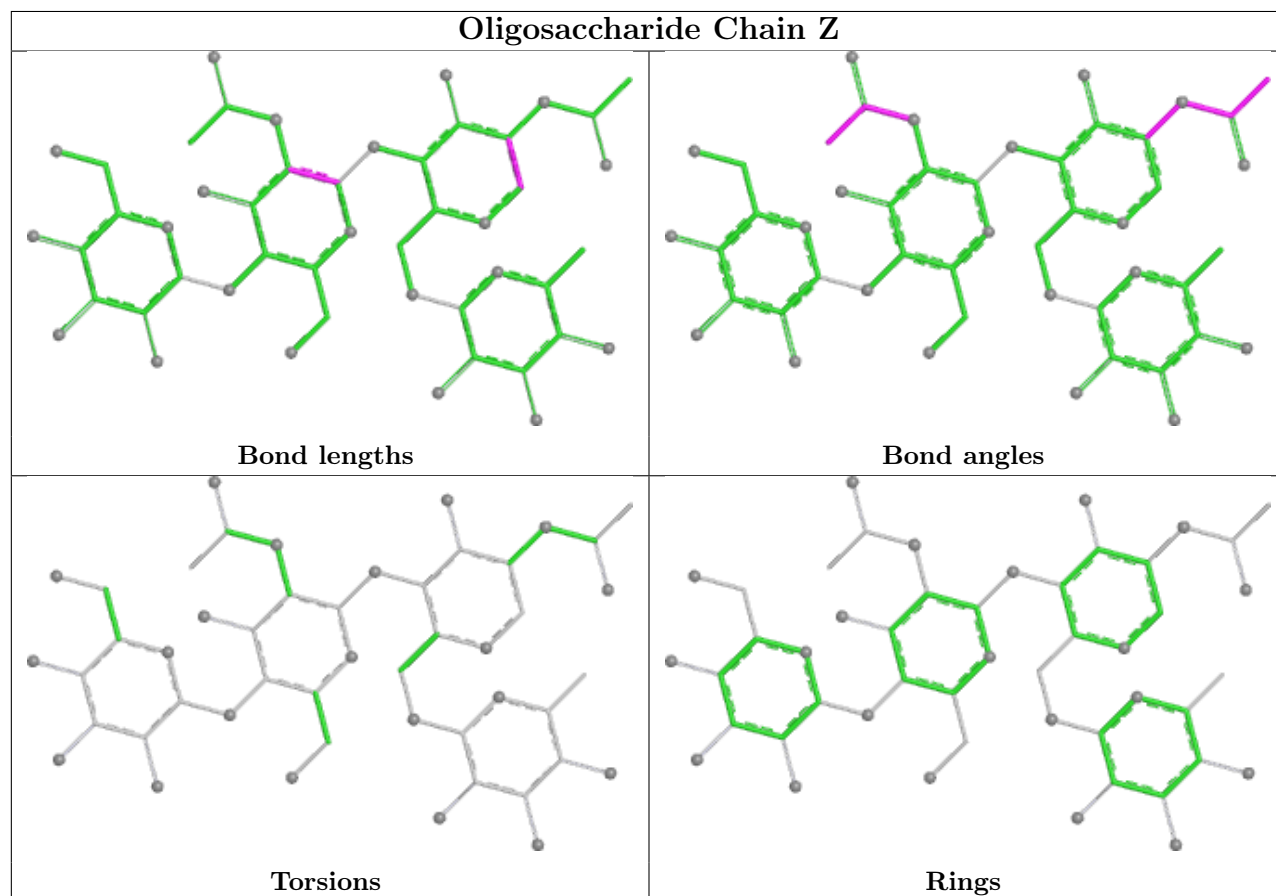 Oligosaccharide Chain Z
Bond lengths
Bond angles
Torsions
Rings